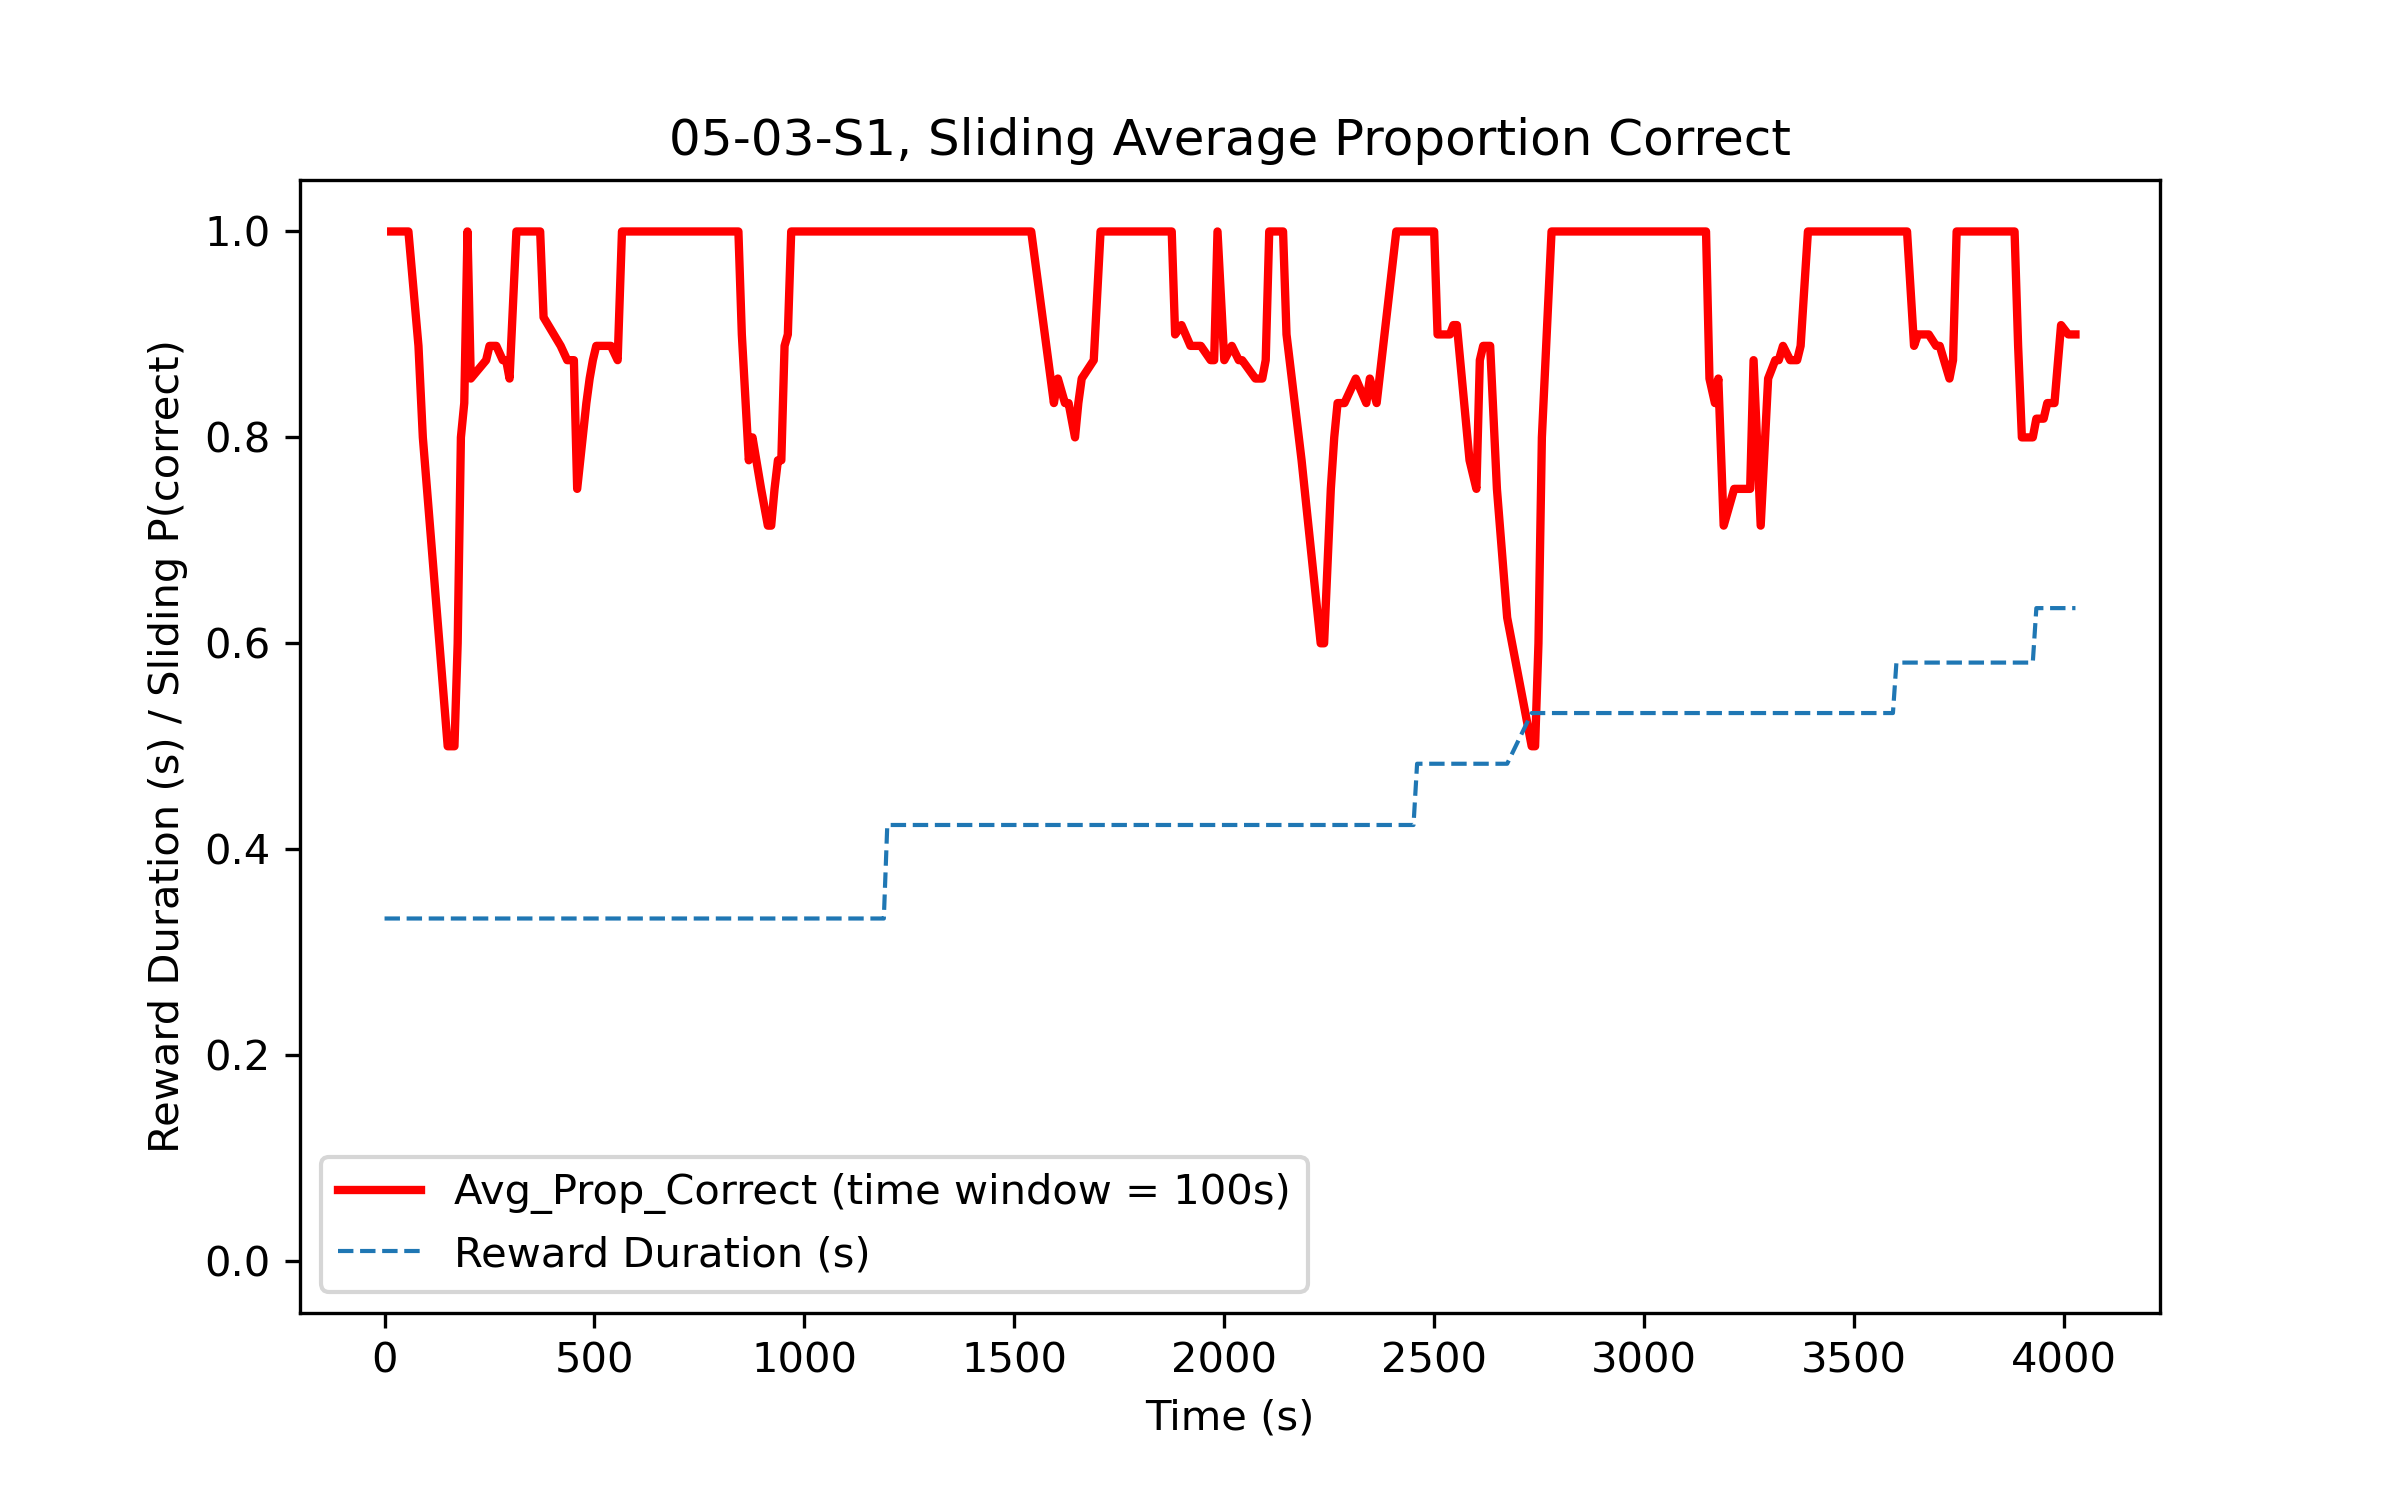 05-03-S1, Sliding Average Proportion Correct
Reward Duration (s) / Sliding P(correct)
1.0
0.8
0.6
0.4
0.2
0.0
Avg_Prop_Correct (time window = 100s)
Reward Duration (s)
0 500 1000 1500 2000 2500 3000 3500 4000
Time (s)